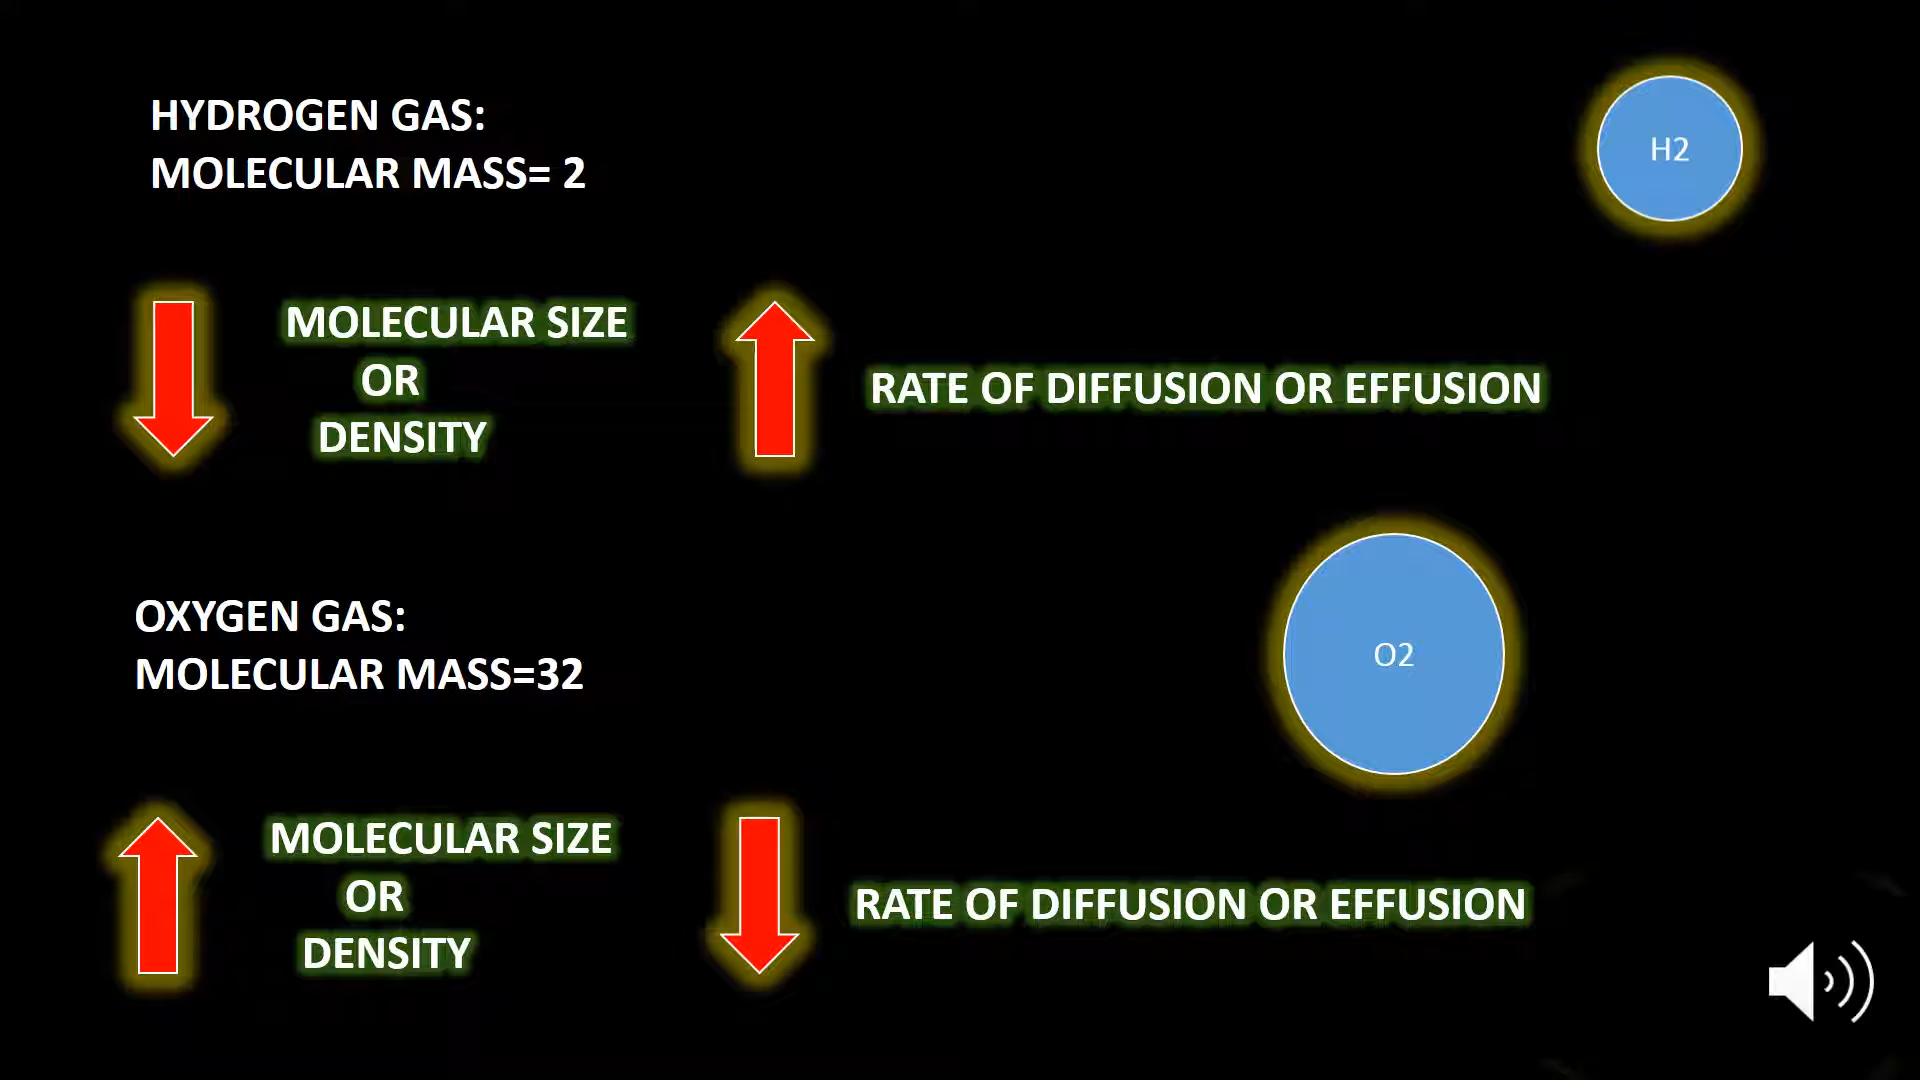 HYDROGEN GAS:
MOLECULAR MASS= 2
H2
MOLECULAR SIZE
OR
DENSITY
RATE OF DIFFUSION OR EFFUSION
OXYGEN GAS:
MOLECULAR MASS=32
O2
MOLECULAR SIZE
OR
DENSITY
RATE OF DIFFUSION OR EFFUSION